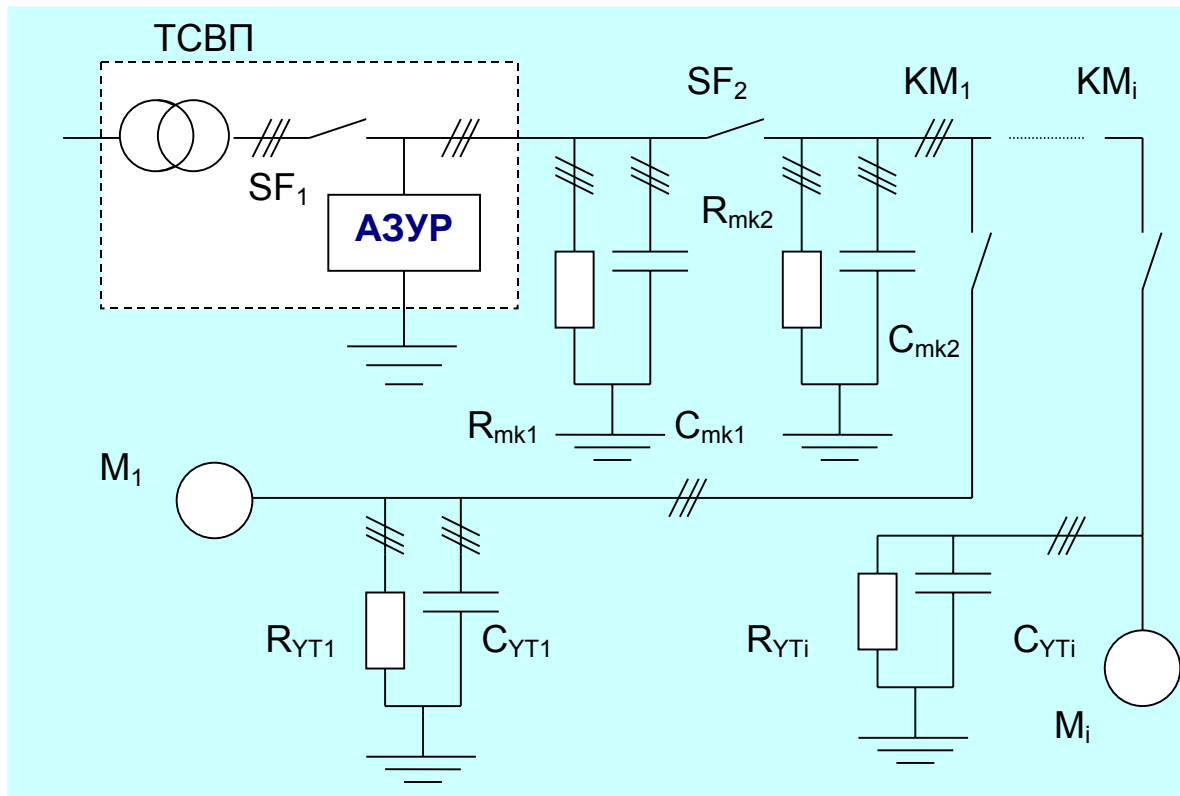 ТСВП
SF₂
KM₁
KMᵢ
SF₁
АЗУР
Rmk2
Cmk2
Rmk1
Cmk1
M₁
RYT1
CYT1
RYTi
CYTi
Mᵢ